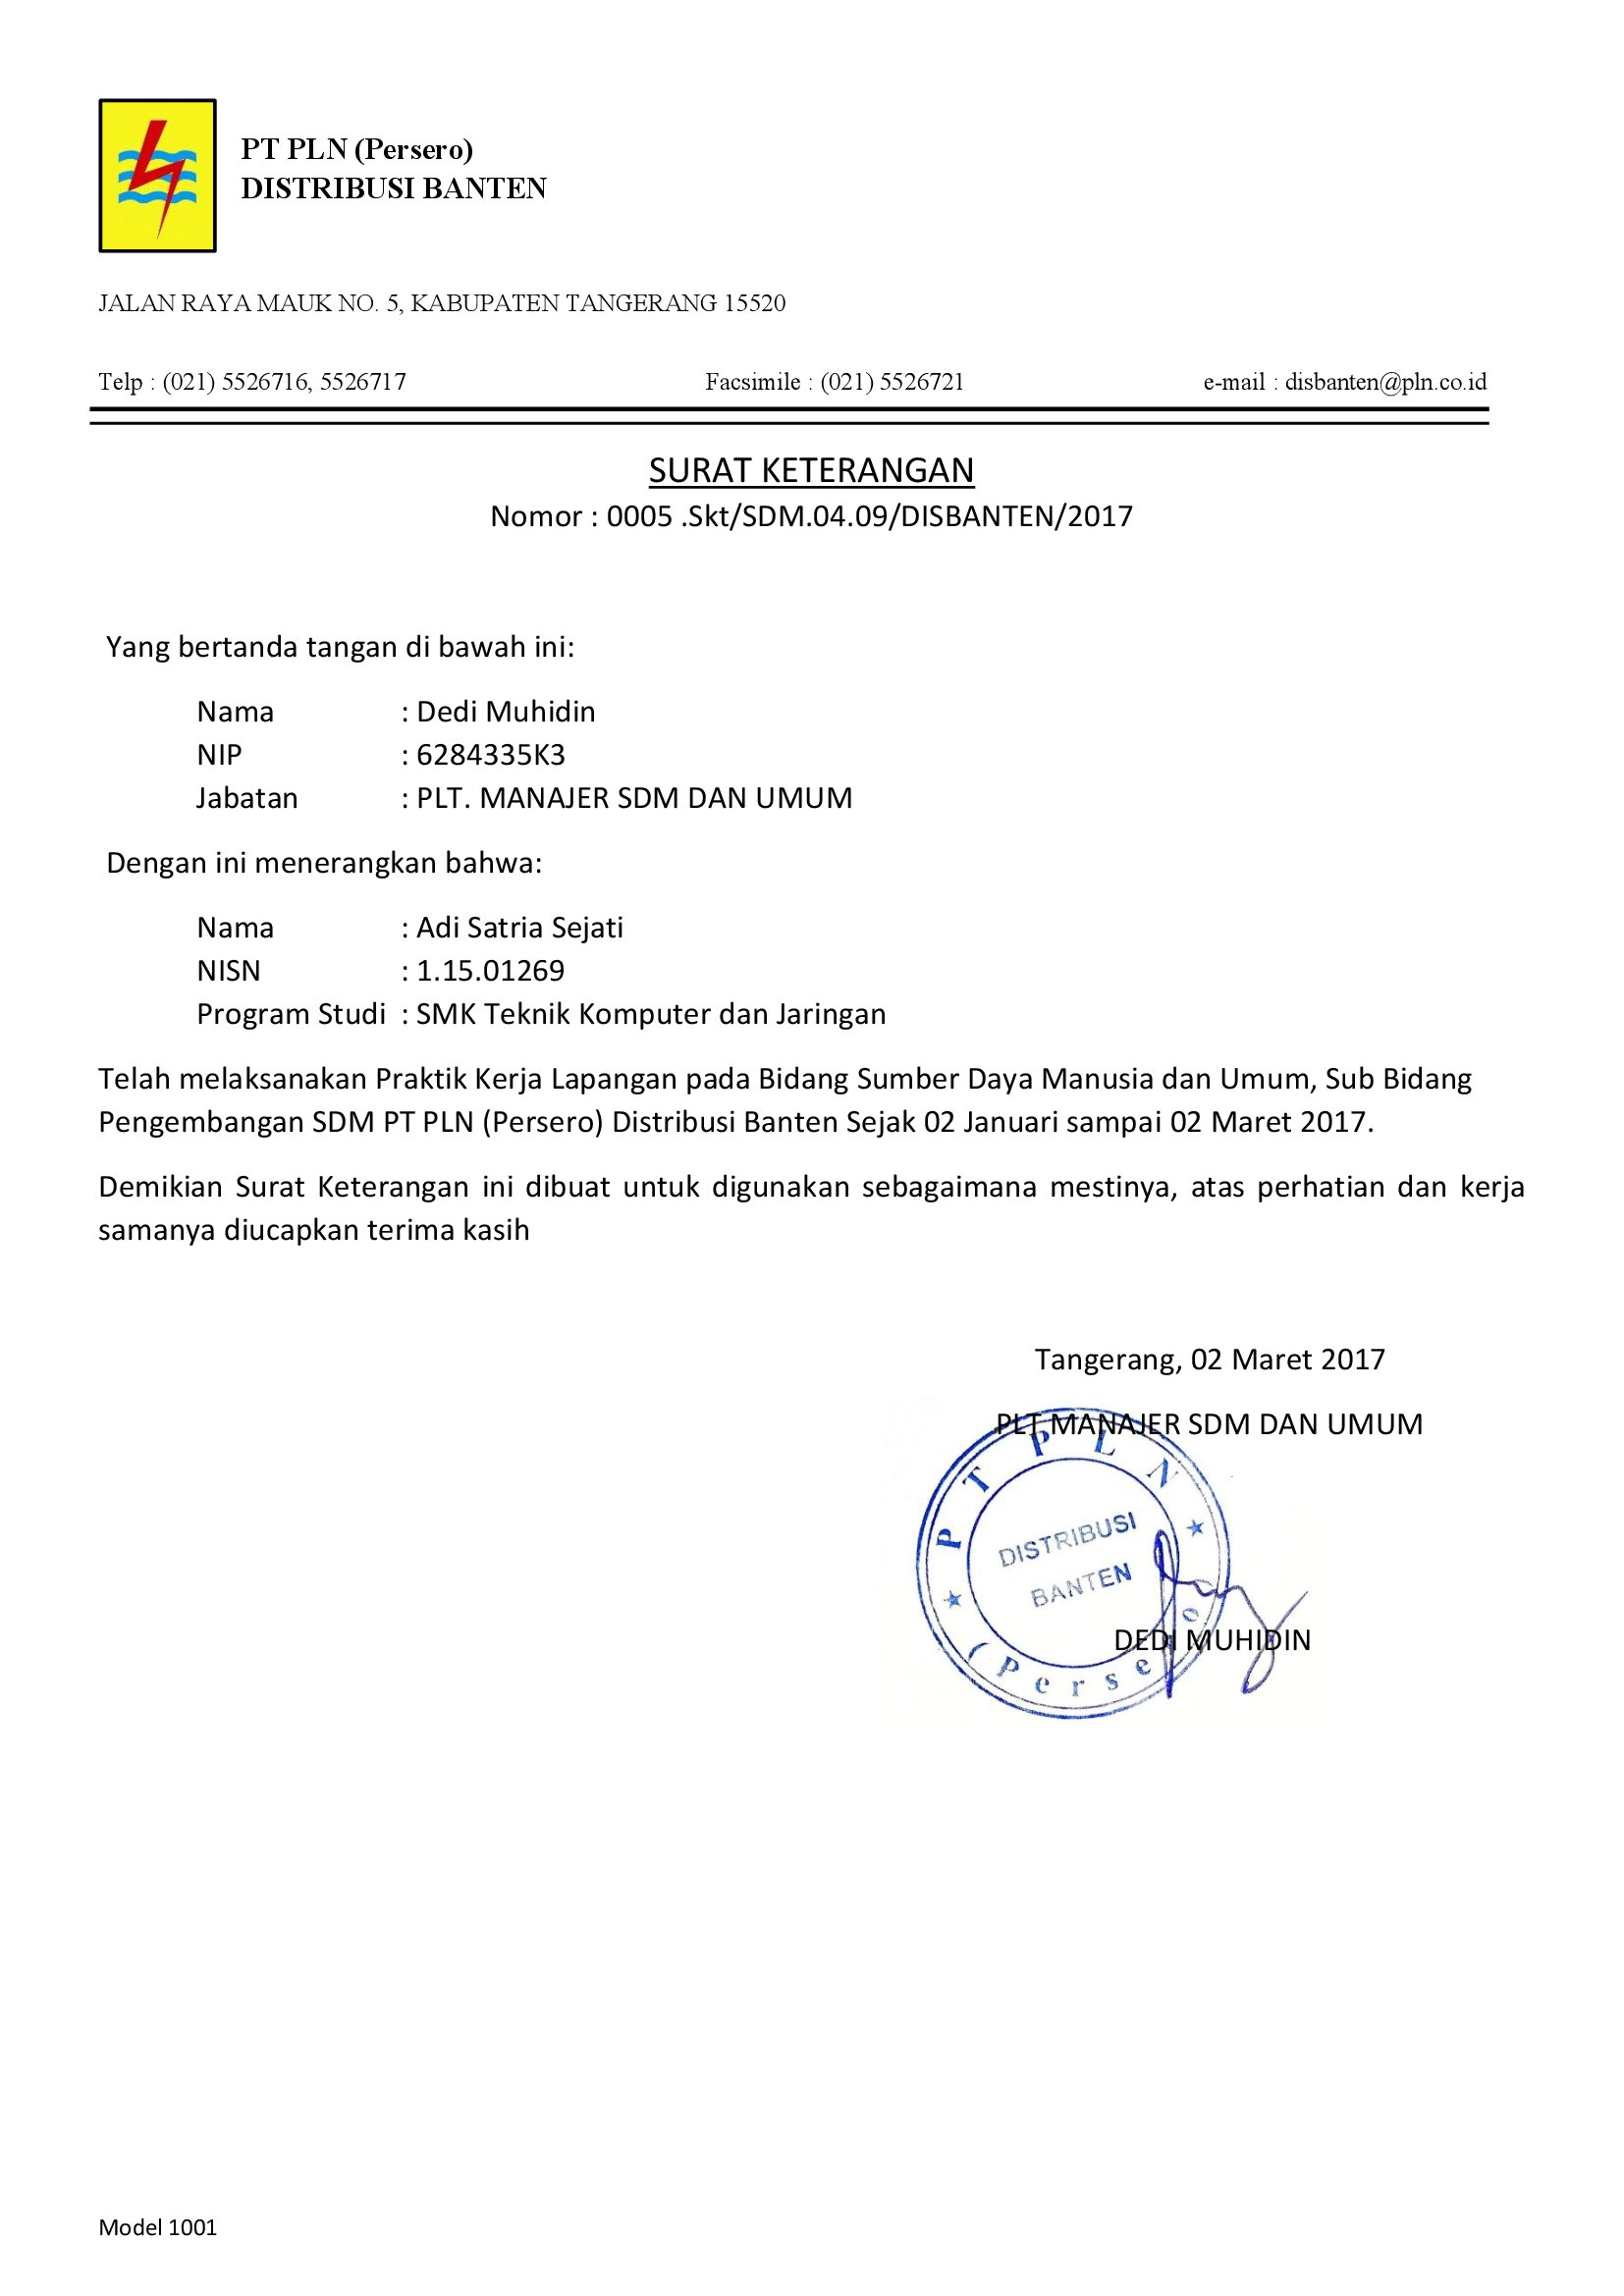 PT PLN (Persero)
DISTRIBUSI BANTEN
JALAN RAYA MAUK NO. 5, KABUPATEN TANGERANG 15520
Telp : (021) 5526716, 5526717 Facsimile : (021) 5526721 e-mail : disbanten@pln.co.id
SURAT KETERANGAN
Nomor : 0005 .Skt/SDM.04.09/DISBANTEN/2017
Yang bertanda tangan di bawah ini:
Nama : Dedi Muhidin
NIP : 6284335K3
Jabatan : PLT. MANAJER SDM DAN UMUM
Dengan ini menerangkan bahwa:
Nama : Adi Satria Sejati
NISN : 1.15.01269
Program Studi : SMK Teknik Komputer dan Jaringan
Telah melaksanakan Praktik Kerja Lapangan pada Bidang Sumber Daya Manusia dan Umum, Sub Bidang
Pengembangan SDM PT PLN (Persero) Distribusi Banten Sejak 02 Januari sampai 02 Maret 2017.
Demikian Surat Keterangan ini dibuat untuk digunakan sebagaimana mestinya, atas perhatian dan kerja
samanya diucapkan terima kasih
Tangerang, 02 Maret 2017
PLT MANAJER SDM DAN UMUM
PT PLN
DISTRIBUSI
BANTEN
(Persero
DEDI MUHIDIN
Model 1001